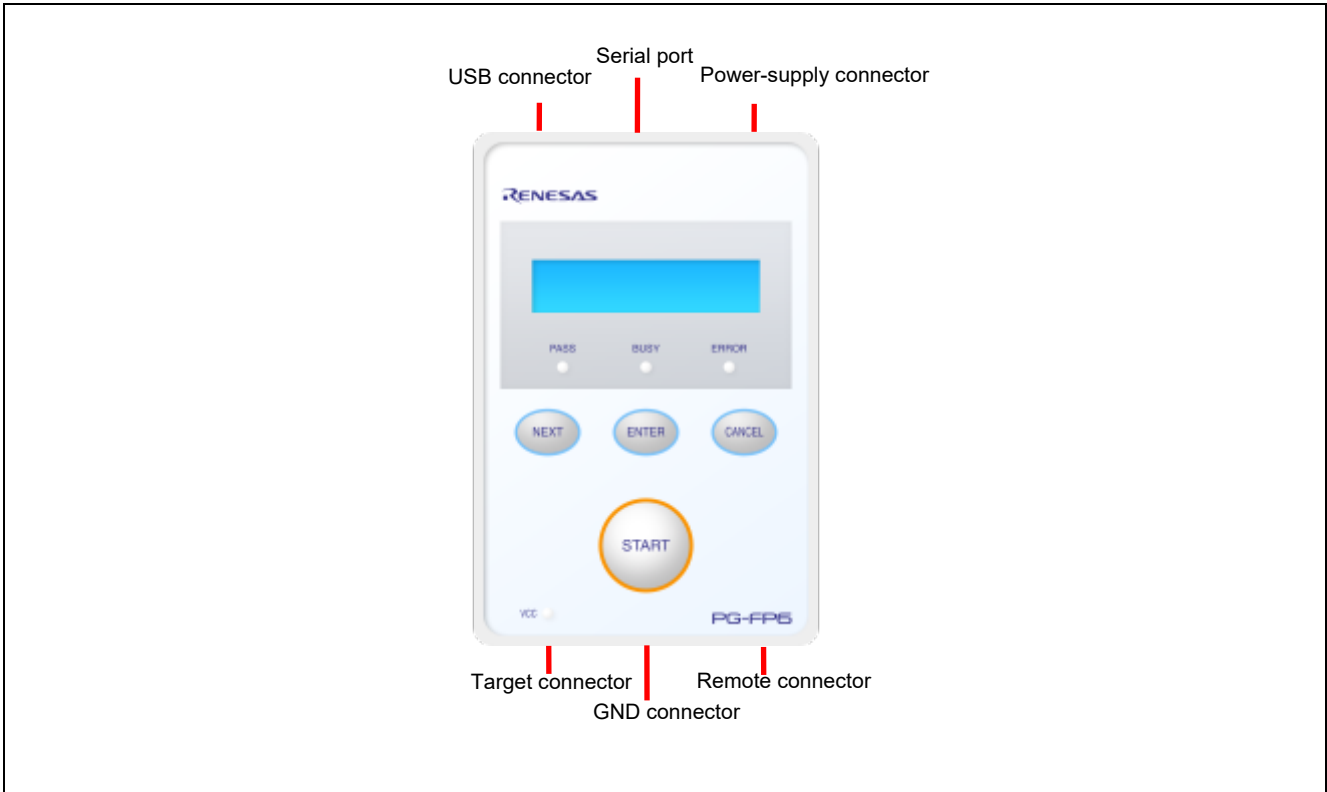 Serial port
USB connector
Power-supply connector
RENESAS
PASS BUSY ERROR
NEXT ENTER CANCEL
START
VCC
PG-FP6
Target connector
Remote connector
GND connector